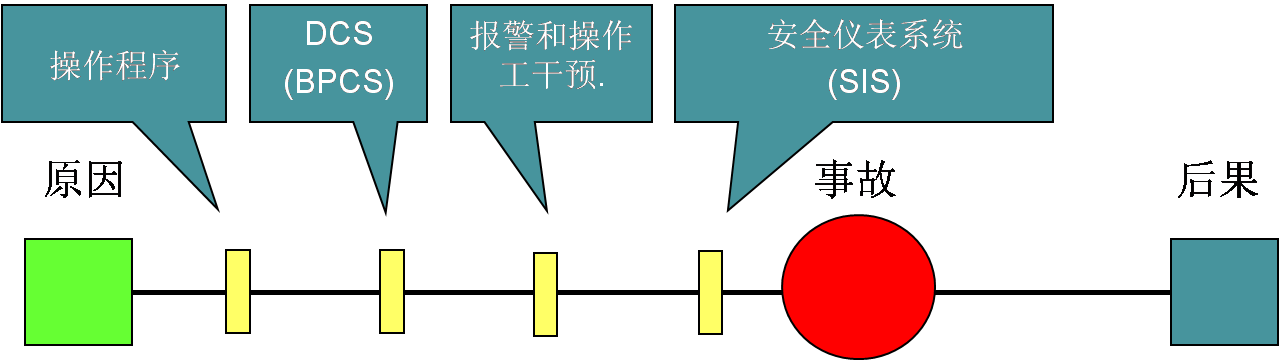 操作程序
DCS
(BPCS)
报警和操作
工干预.
安全仪表系统
(SIS)
原因
事故
后果